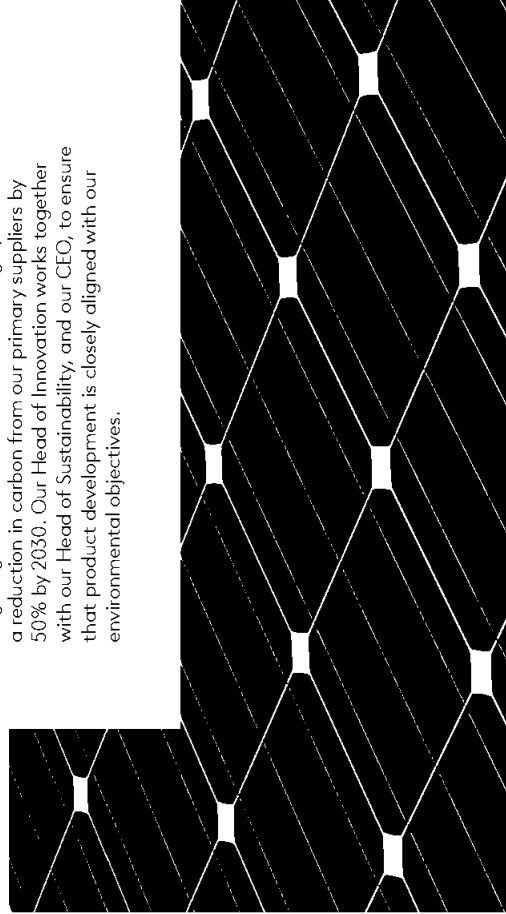 a reduction in carbon from our primary suppliers by
50% by 2030. Our Head of Innovation works together
with our Head of Sustainability, and our CEO, to ensure
that product development is closely aligned with our
environmental objectives.